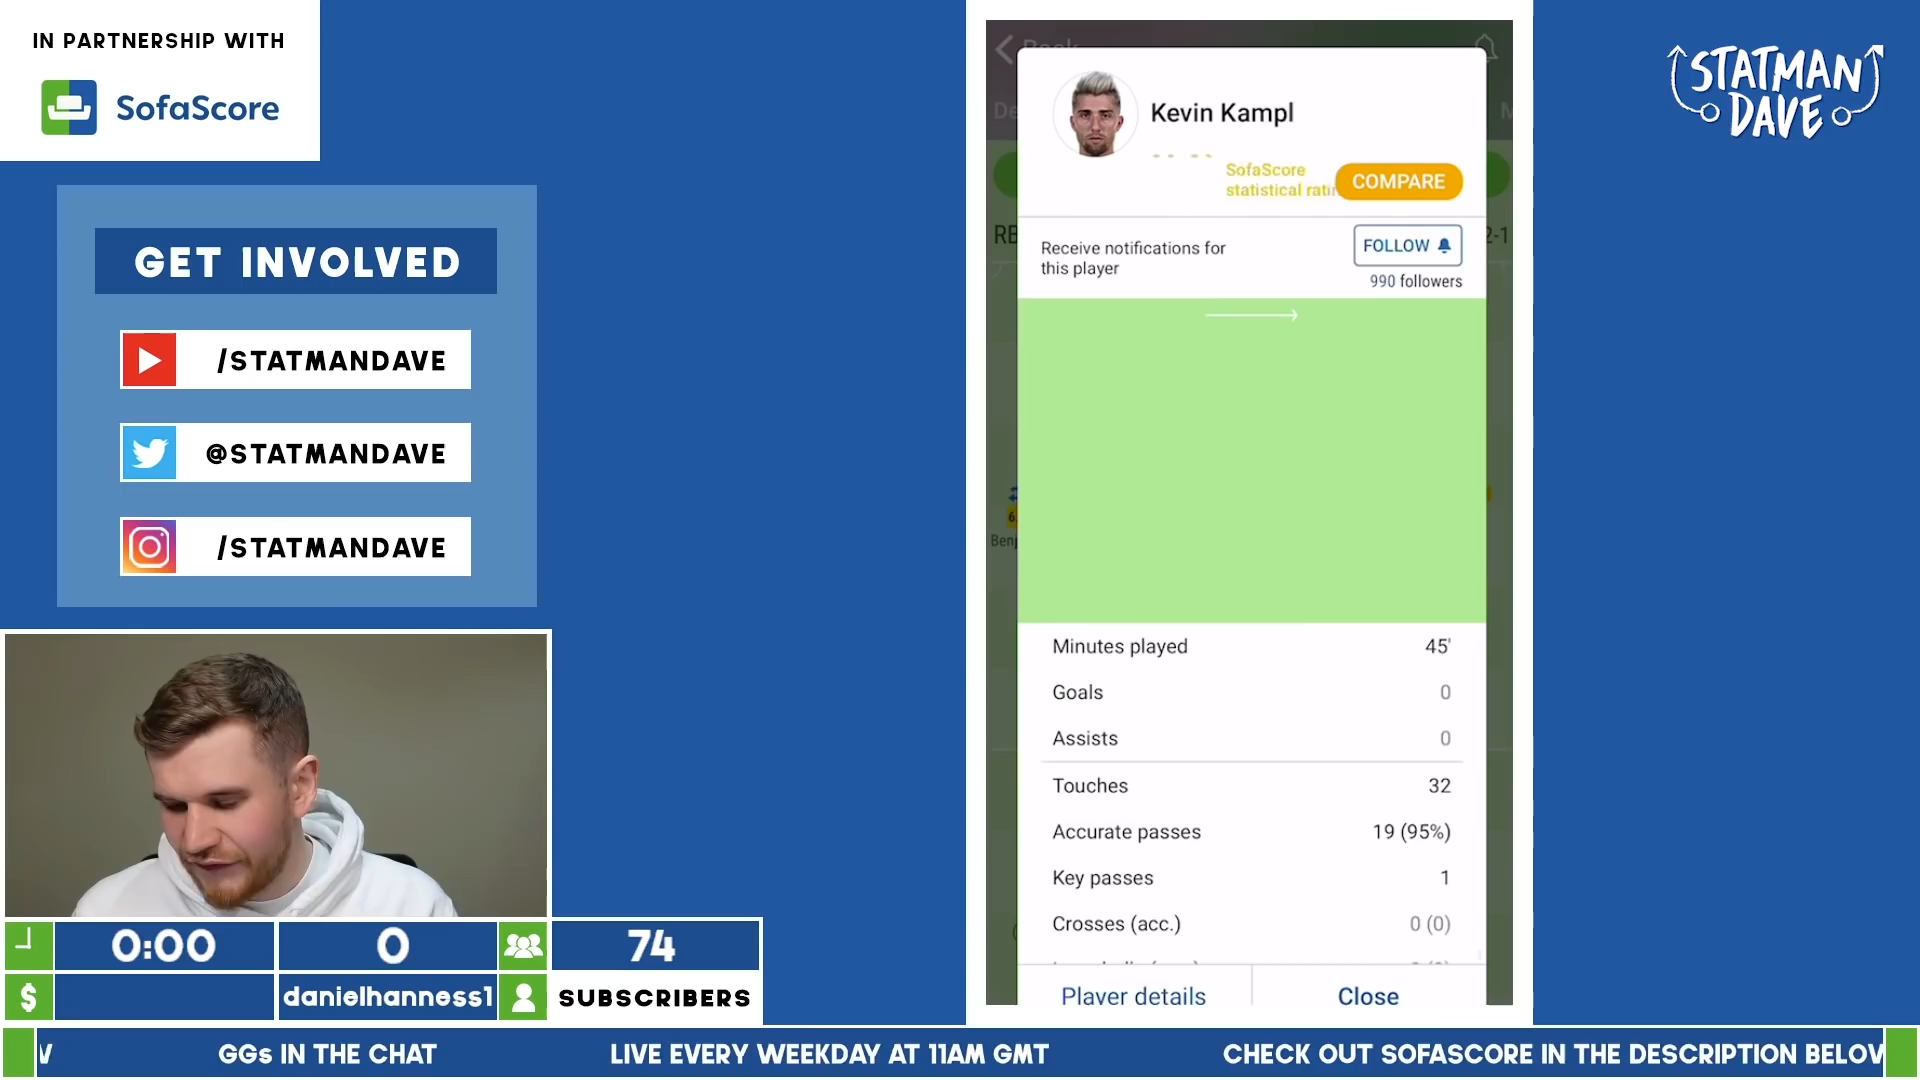 IN PARTNERSHIP WITH
SofaScore
STATMAN
DAVE
GET INVOLVED
/STATMANDAVE
@STATMANDAVE
/STATMANDAVE
Back
Kevin Kampl
SofaScore
statistical
COMPARE
Receive notifications for
this player
FOLLOW
990 followers
Minutes played 45'
Goals 0
Assists 0
Touches 32
Accurate passes 19 (95%)
Key passes 1
Crosses (acc.) 0 (0)
Player details
Close
0:00
0
74
$
danielhanness1
SUBSCRIBERS
GGs IN THE CHAT
LIVE EVERY WEEKDAY AT 11AM GMT
CHECK OUT SOFASCORE IN THE DESCRIPTION